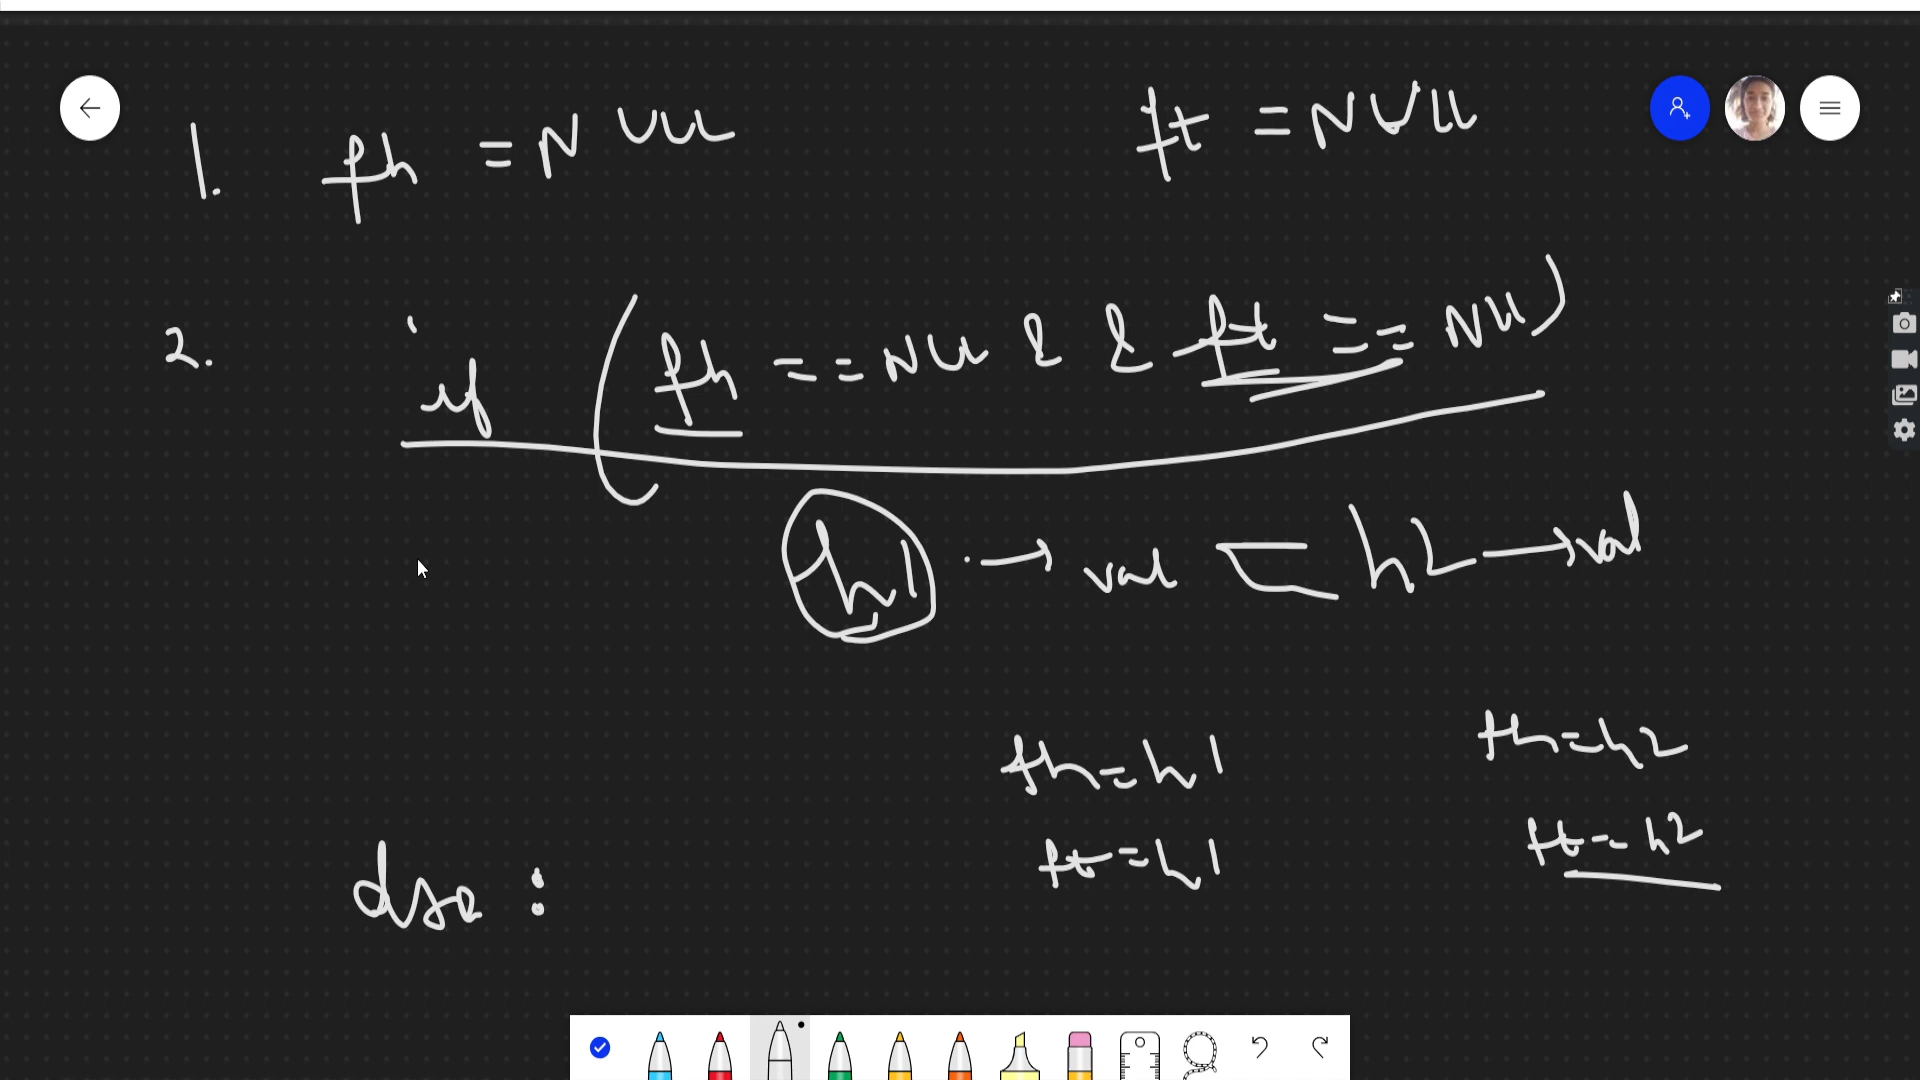 1. fh = NULL ft = NULL
2. if (fh == NULL && ft == NULL)
h1 → val < h2 → val
fh = h1 fh = h2
ft = h1 ft = h2
else :